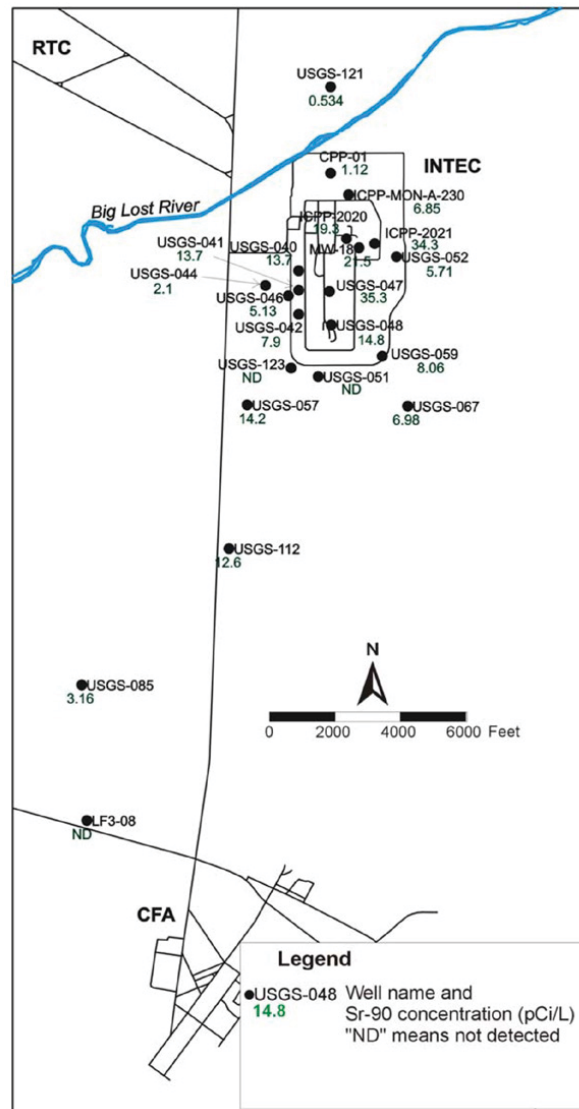 RTC
USGS-121
0.534
CPP-01
1.12
INTEC
ICPP-MON-A-230
6.85
Big Lost River
ICPP-2020
19.3
ICPP-2021
34.3
USGS-041
13.7
USGS-040
13.7
MW-18
21.5
USGS-052
5.71
USGS-044
2.1
USGS-046
5.13
USGS-047
35.3
USGS-042
7.9
USGS-048
14.8
USGS-059
8.06
USGS-123
ND
USGS-051
ND
USGS-057
14.2
USGS-067
6.98
USGS-112
12.6
USGS-085
3.16
N
0 2000 4000 6000 Feet
LF3-08
ND
CFA
Legend
USGS-048
14.8
Well name and
Sr-90 concentration (pCi/L)
"ND" means not detected